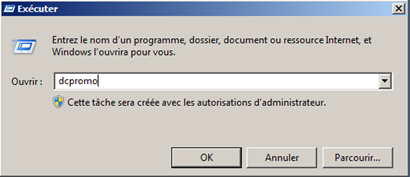 Exécuter
Entrez le nom d'un programme, dossier, document ou ressource Internet, et
Windows l'ouvrira pour vous.
Ouvrir : dcpromo
Cette tâche sera créée avec les autorisations d'administrateur.
OK Annuler Parcourir...